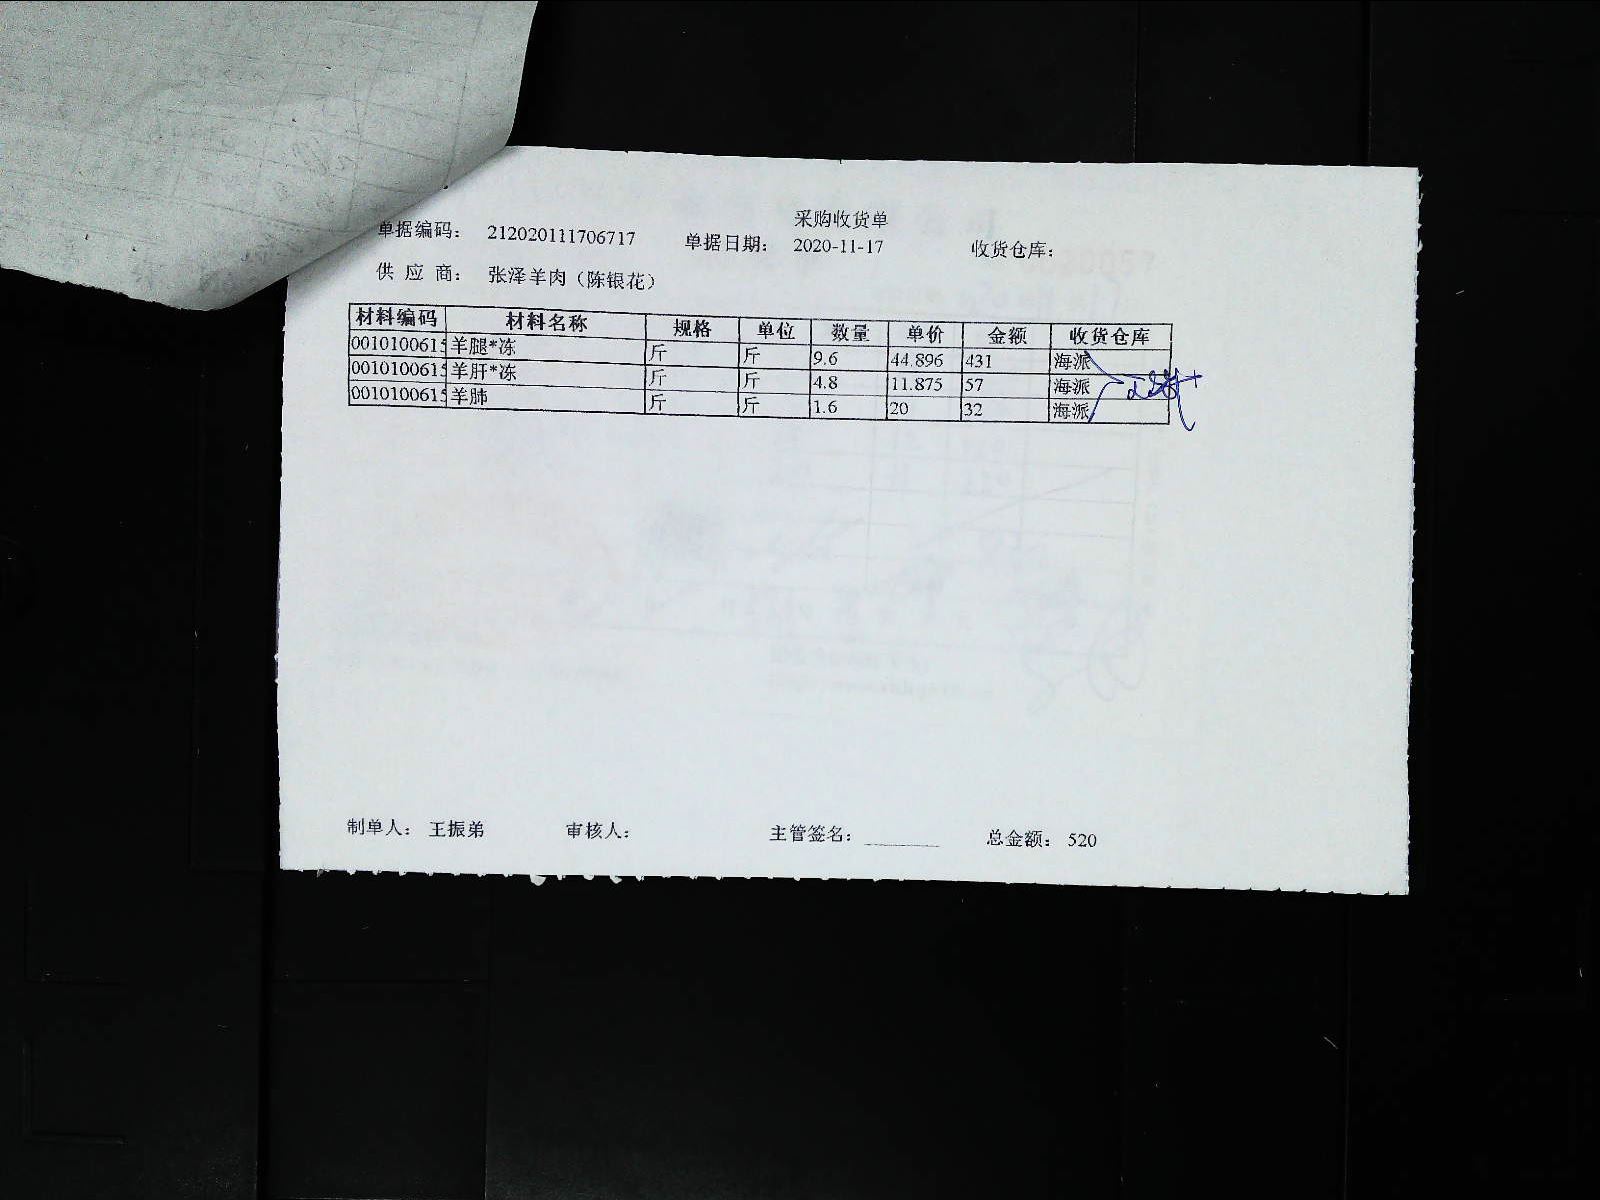 采购收货单
单据编码： 212020111706717 单据日期： 2020-11-17 收货仓库：
供 应 商： 张泽羊肉（陈银花）
材料编码 材料名称 规格 单位 数量 单价 金额 收货仓库
001010061 羊腿*冻 斤 斤 9.6 44.896 431 海派
001010061 羊肝*冻 斤 斤 4.8 11.875 57 海派
001010061 羊肺 斤 斤 1.6 20 32 海派
制单人： 王振弟 审核人： 主管签名： 总金额： 520